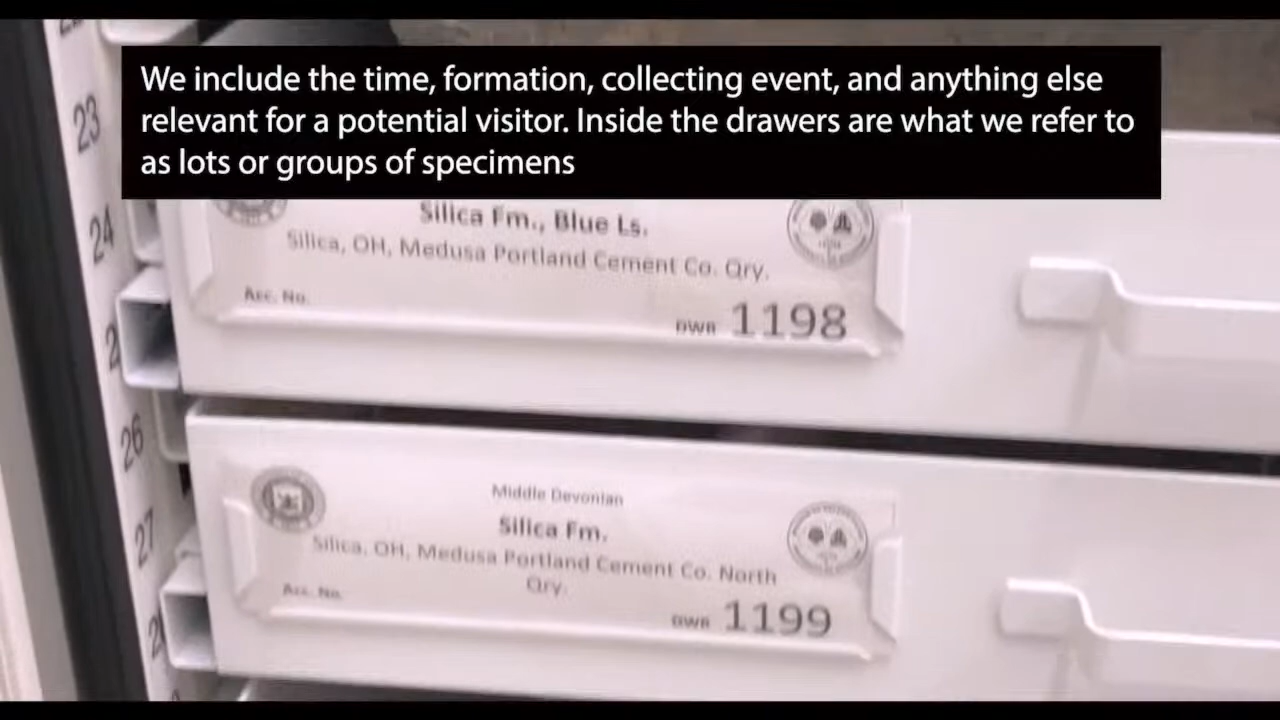 We include the time, formation, collecting event, and anything else
relevant for a potential visitor. Inside the drawers are what we refer to
as lots or groups of specimens
23
24
26
27
Silica Fm., Blue Ls.
Silica, OH, Medusa Portland Cement Co. Qry.
Acc. No.
DWR 1198
Middle Devonian
Silica Fm.
Silica, OH, Medusa Portland Cement Co. North
Qry.
Acc. No.
DWR 1199